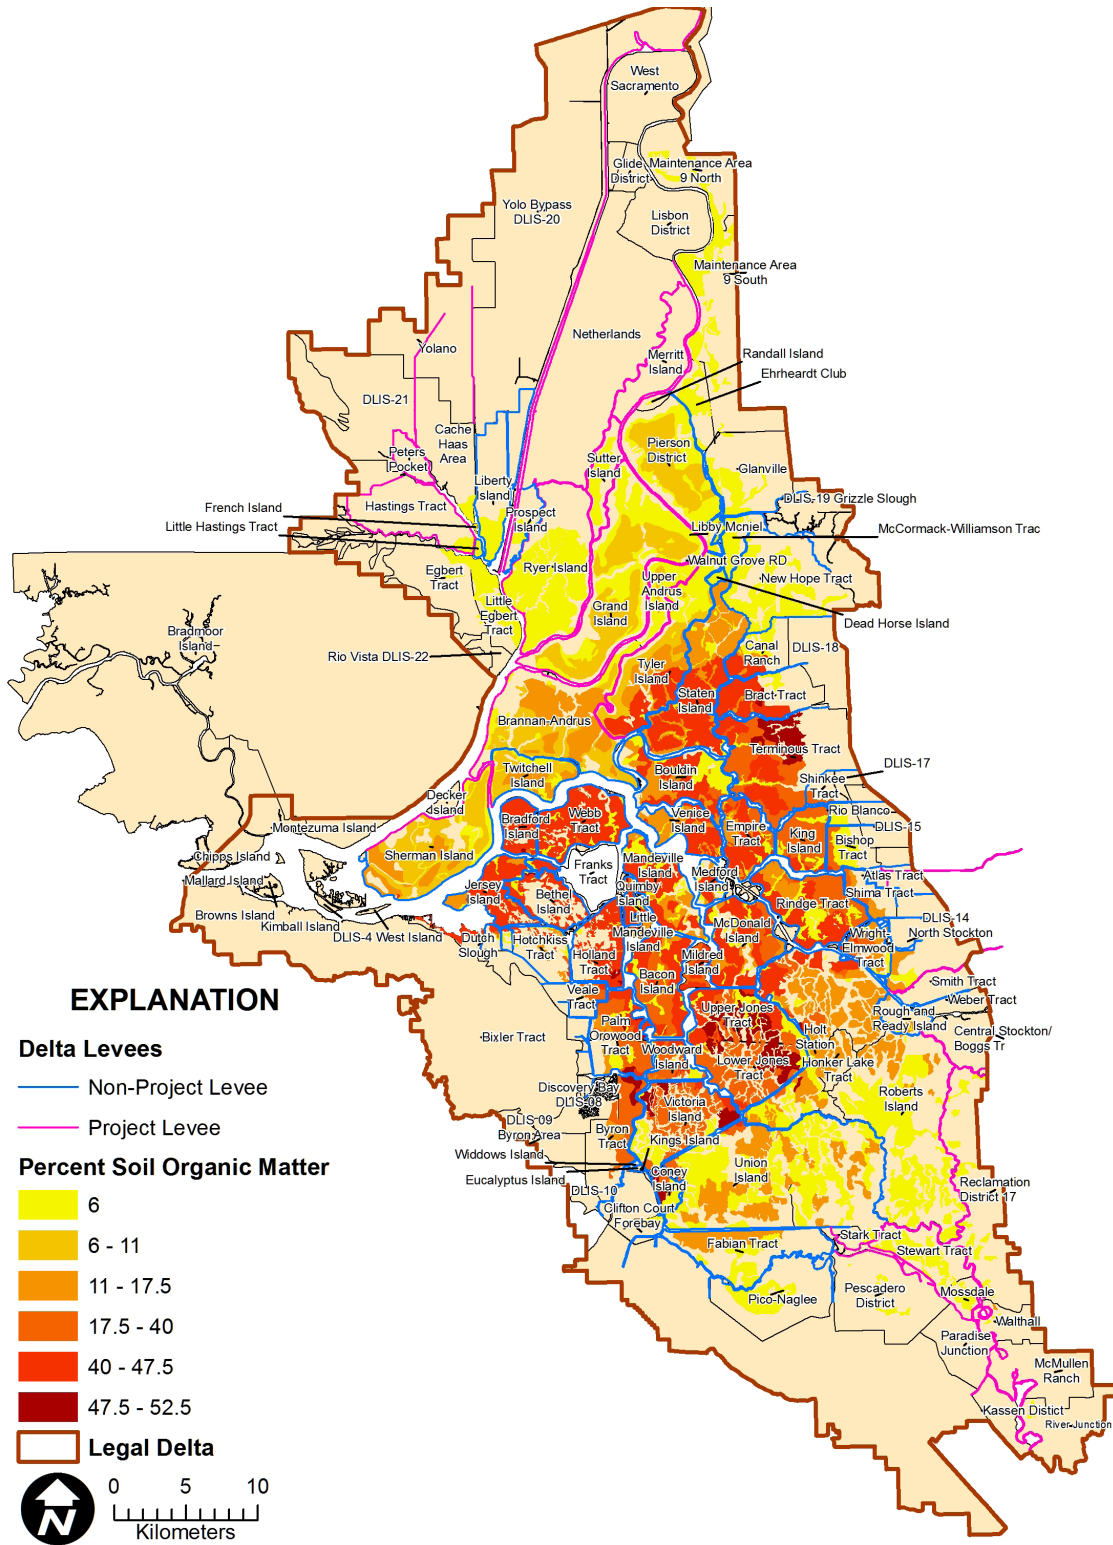 West
Sacramento
Glide
District
Maintenance Area
9 North
Yolo Bypass
DLIS-20
Lisbon
District
Maintenance Area
9 South
Netherlands
Yolano
Merritt
Island
Randall Island
Ehrheardt Club
DLIS-21
Cache
Haas
Area
Pierson
District
Peters
Pocket
Sutter
Island
Glanville
Liberty
Island
Hastings Tract
French Island
Little Hastings Tract
Prospect
Island
DLIS-19 Grizzle Slough
Libby Mcniel
McCormack-Williamson Trac
Egbert
Tract
Ryer Island
Walnut Grove RD
Upper
Andrus
Island
New Hope Tract
Little
Egbert
Tract
Grand
Island
Dead Horse Island
Bradmoor
Island
Rio Vista DLIS-22
Canal
Ranch
DLIS-18
Tyler
Island
Staten
Island
Bract Tract
Brannan-Andrus
Terminous Tract
Twitchell
Island
Bouldin
Island
DLIS-17
Shinkee
Tract
Decker
Island
Rio Blanco
Montezuma Island
Bradford
Island
Webb
Tract
Venice
Island
Empire
Tract
King
Island
DLIS-15
Bishop
Tract
Chipps Island
Sherman Island
Franks
Tract
Mandeville
Island
Medford
Island
Atlas Tract
Mallard Island
Jersey
Island
Bethel
Island
Quimby
Island
Shima Tract
Rindge Tract
Browns Island
Kimball Island
DLIS-4 West Island
Little
Mandeville
Island
McDonald
Island
DLIS-14
North Stockton
Wright-
Elmwood
Tract
Dutch
Slough
Hotchkiss
Tract
Holland
Tract
Mildred
Island
Bacon
Island
Smith Tract
EXPLANATION
Veale
Tract
Weber Tract
Upper Jones
Tract
Rough and
Ready Island
Delta Levees
Bixler Tract
Palm
Orowood
Tract
Holt
Station
Central Stockton/
Boggs Tr
Non-Project Levee
Woodward
Island
Lower Jones
Tract
Honker Lake
Tract
Discovery Bay
DLIS-08
Roberts
Island
Project Levee
DLIS-09
Byron Area
Victoria
Island
Byron
Tract
Kings Island
Percent Soil Organic Matter
Widdows Island
Eucalyptus Island
Union
Island
Coney
Island
Reclamation
District 17
6
DLIS-10
Clifton Court
Forebay
6 - 11
Fabian Tract
Stark Tract
Stewart Tract
11 - 17.5
Pico-Naglee
Pescadero
District
Mossdale
17.5 - 40
Walthall
Paradise
Junction
40 - 47.5
McMullen
Ranch
47.5 - 52.5
Kassen Distict
River Junction
Legal Delta
N
0 5 10
Kilometers